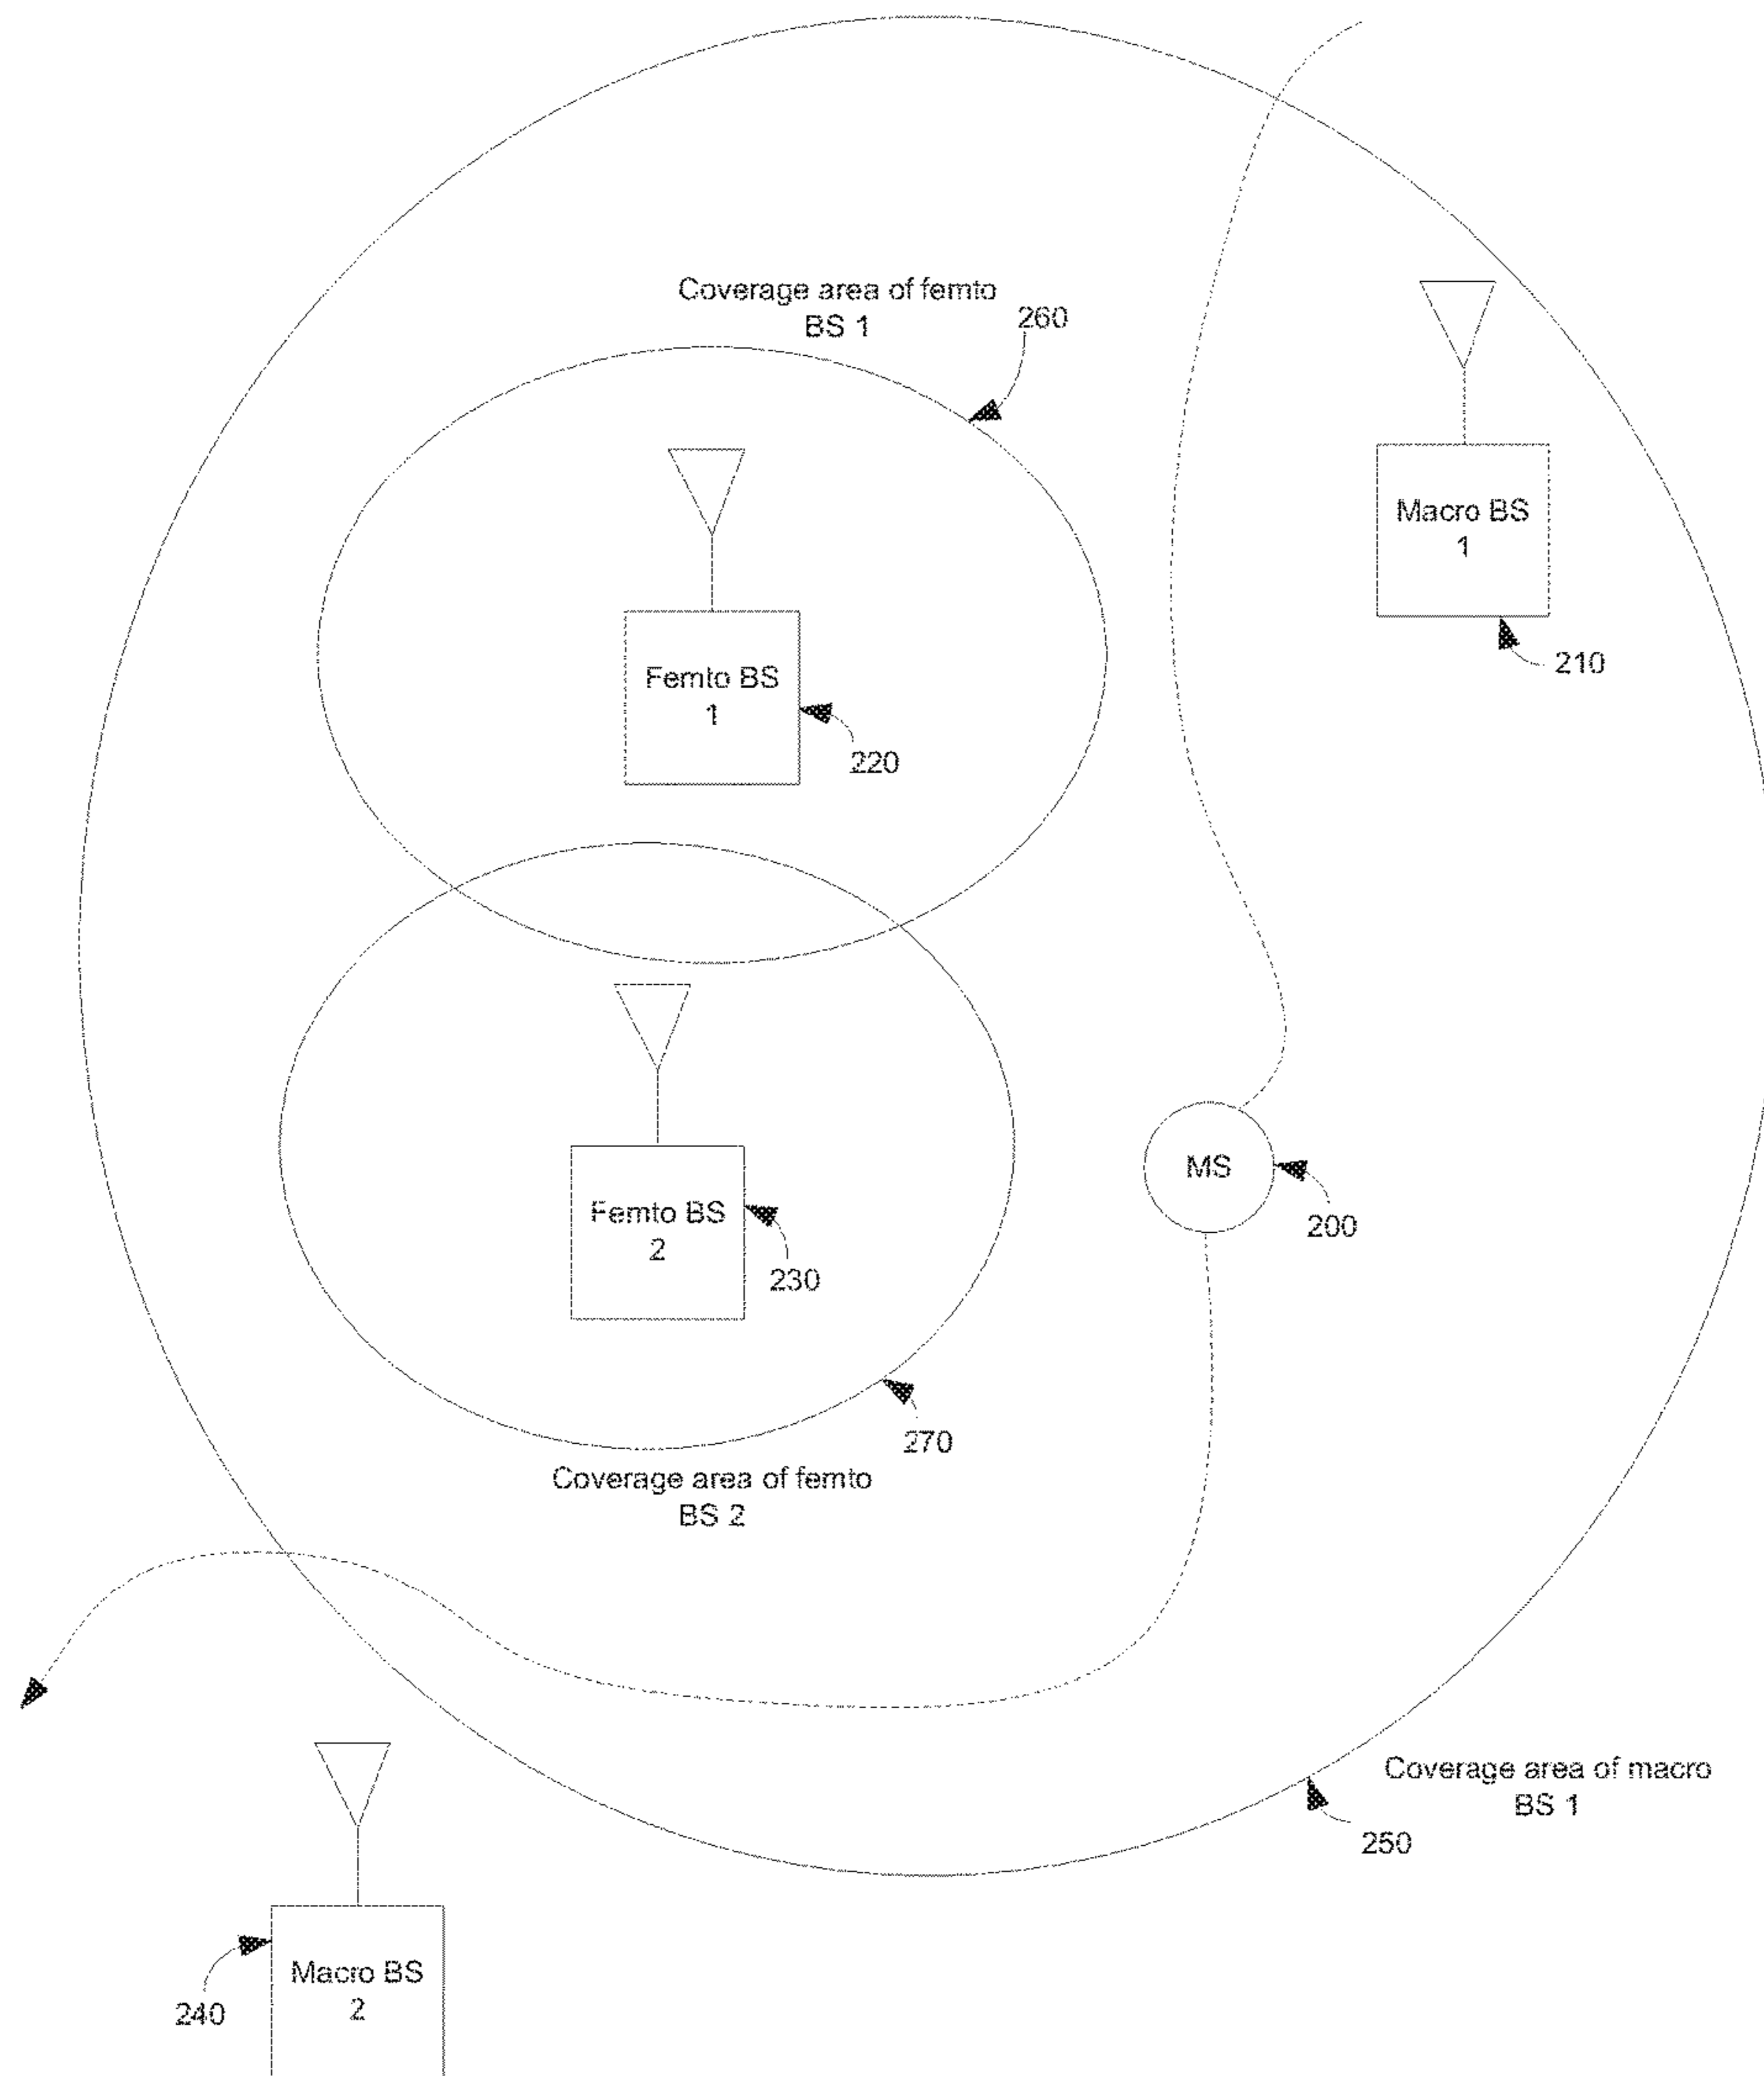 Coverage area of femto
BS 1
260
Macro BS
1
210
Femto BS
1
220
MS
200
Femto BS
2
230
270
Coverage area of femto
BS 2
Coverage area of macro
BS 1
250
Macro BS
2
240